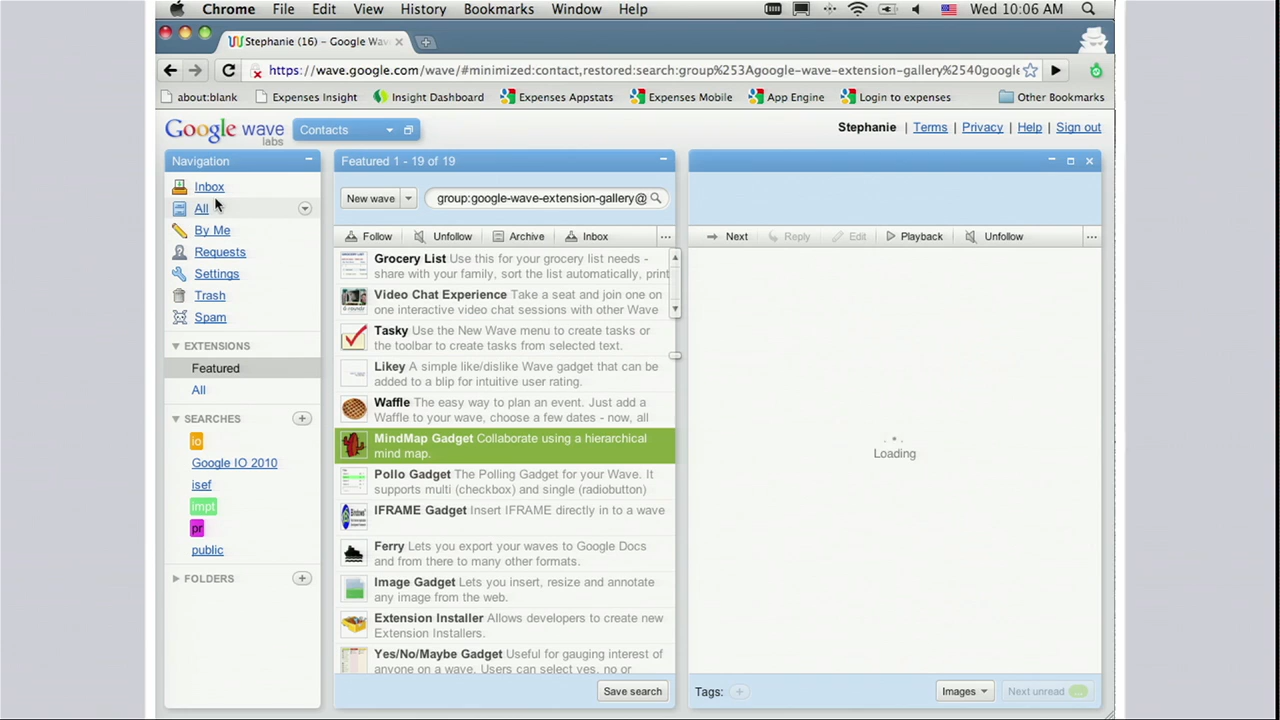 Chrome File Edit View History Bookmarks Window Help Wed 10:06 AM
Stephanie (16) – Google Wav
https://wave.google.com/wave/#minimized:contact,restored:search:group%253Agoogle-wave-extension-gallery%2540google
about:blank Expenses Insight Insight Dashboard Expenses Appstats Expenses Mobile App Engine Login to expenses Other Bookmarks
Google wave
labs
Contacts
Stephanie | Terms | Privacy | Help | Sign out
Navigation
Inbox
All
By Me
Requests
Settings
Trash
Spam
EXTENSIONS
Featured
All
SEARCHES
io
Google IO 2010
isef
impt
pr
public
FOLDERS
Featured 1 - 19 of 19
New wave group:google-wave-extension-gallery@
Follow Unfollow Archive Inbox ...
Grocery List Use this for your grocery list needs -
share with your family, sort the list automatically, print
Video Chat Experience Take a seat and join one on
one interactive video chat sessions with other Wave
Tasky Use the New Wave menu to create tasks or
the toolbar to create tasks from selected text.
Likey A simple like/dislike Wave gadget that can be
added to a blip for intuitive user rating.
Waffle The easy way to plan an event. Just add a
Waffle to your wave, choose a few dates - now, all
MindMap Gadget Collaborate using a hierarchical
mind map.
Pollo Gadget The Polling Gadget for your Wave. It
supports multi (checkbox) and single (radiobutton)
IFRAME Gadget Insert IFRAME directly in to a wave
Ferry Lets you export your waves to Google Docs
and from there to many other formats.
Image Gadget Lets you insert, resize and annotate
any image from the web.
Extension Installer Allows developers to create new
Extension Installers.
Yes/No/Maybe Gadget Useful for gauging interest of
anyone on a wave. Users can select yes, no or
Save search
Next Reply Edit Playback Unfollow ...
Loading
Tags: Images Next unread